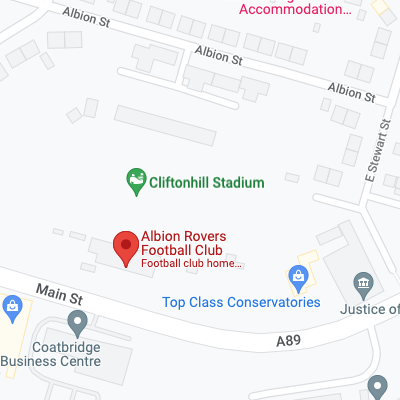 Accommodation...
Albion St
Albion St
Albion St
E Stewart St
Cliftonhill Stadium
Albion Rovers
Football Club
Football club home...
Top Class Conservatories
Justice of
Main St
A89
Coatbridge
Business Centre